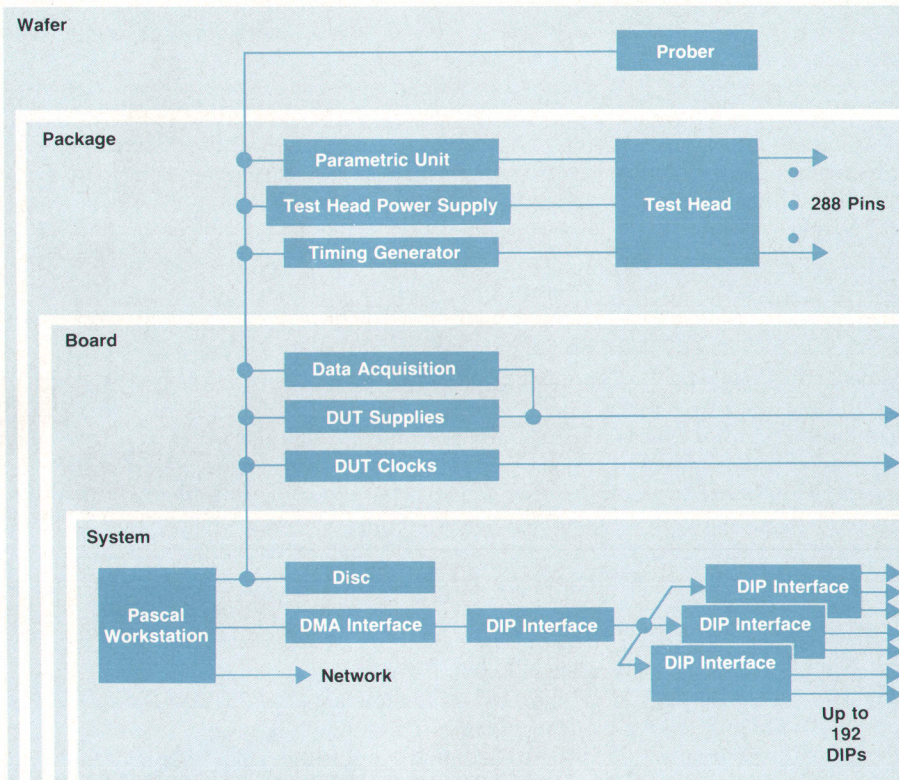 Wafer
Prober
Package
Parametric Unit
Test Head Power Supply
Timing Generator
Test Head
288 Pins
Board
Data Acquisition
DUT Supplies
DUT Clocks
System
Pascal
Workstation
Disc
DMA Interface
DIP Interface
DIP Interface
DIP Interface
DIP Interface
Network
Up to
192
DIPs